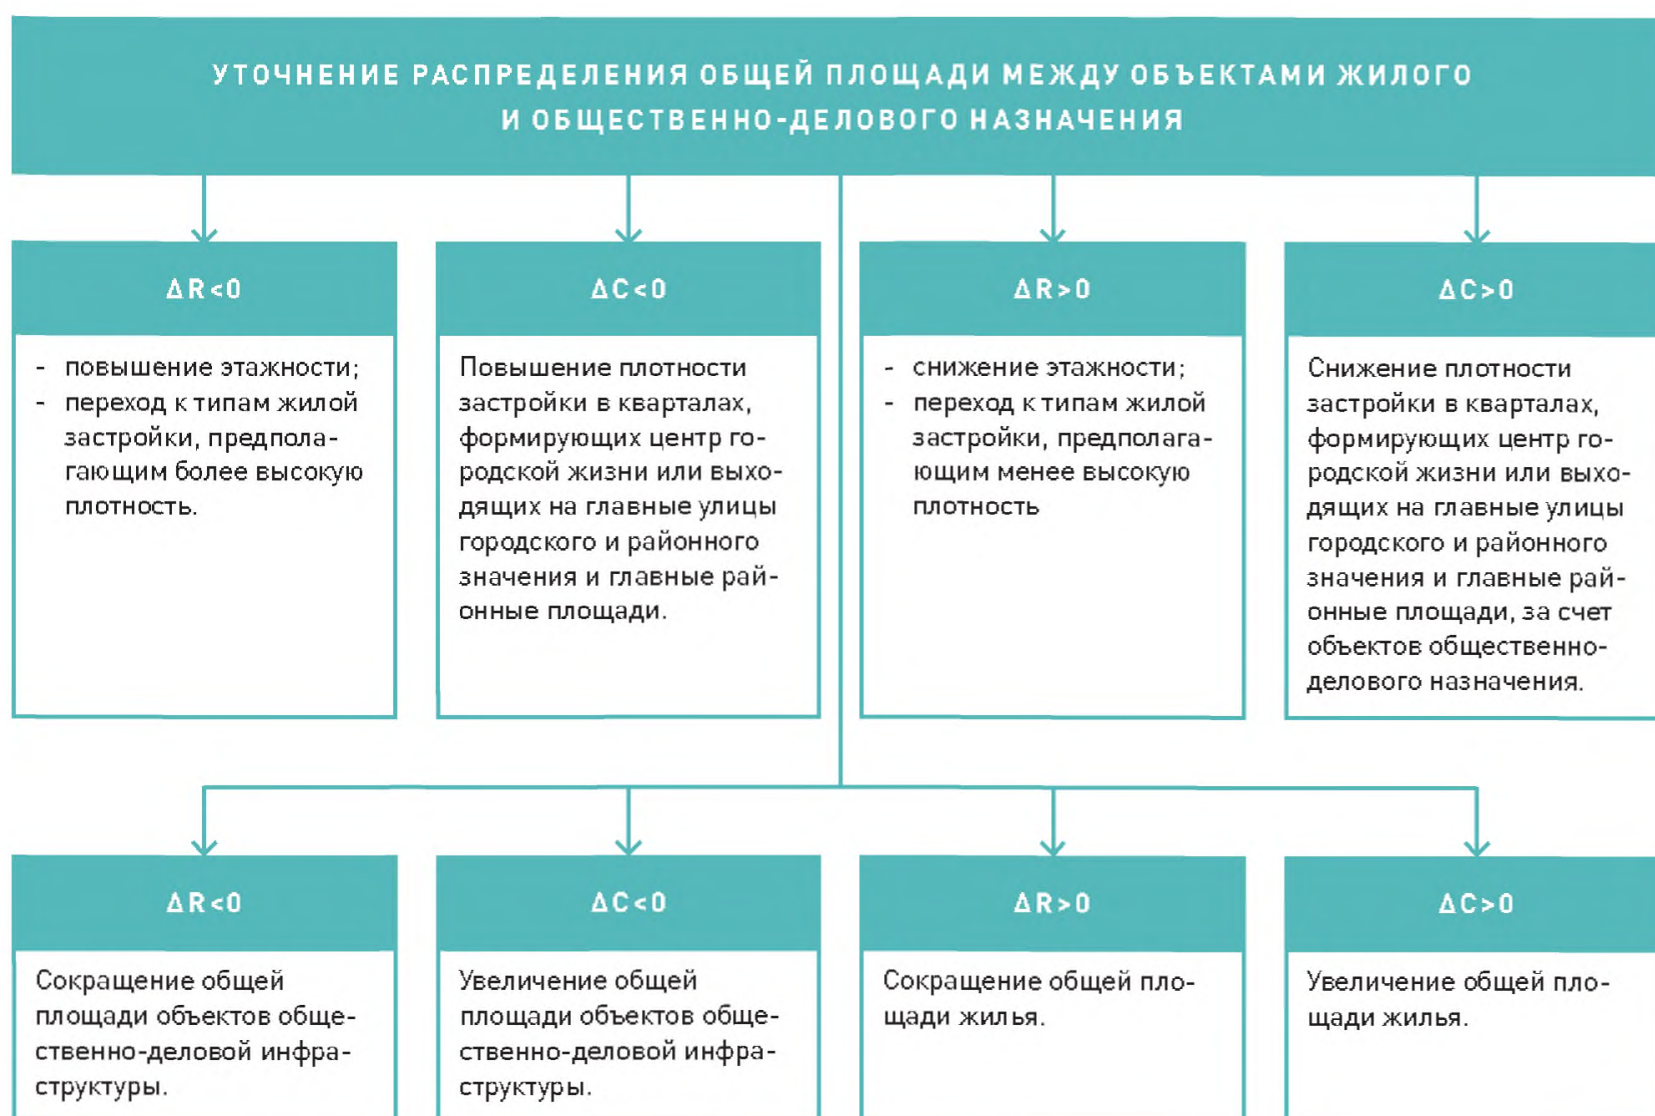 УТОЧНЕНИЕ РАСПРЕДЕЛЕНИЯ ОБЩЕЙ ПЛОЩАДИ МЕЖДУ ОБЪЕКТАМИ ЖИЛОГО
И ОБЩЕСТВЕННО-ДЕЛОВОГО НАЗНАЧЕНИЯ
ΔR<0
- повышение этажности;
- переход к типам жилой
застройки, предпола-
гающим более высокую
плотность.
ΔC<0
Повышение плотности
застройки в кварталах,
формирующих центр го-
родской жизни или выхо-
дящих на главные улицы
городского и районного
значения и главные рай-
онные площади.
ΔR>0
- снижение этажности;
- переход к типам жилой
застройки, предполага-
ющим менее высокую
плотность
ΔC>0
Снижение плотности
застройки в кварталах,
формирующих центр го-
родской жизни или выхо-
дящих на главные улицы
городского и районного
значения и главные рай-
онные площади, за счет
объектов общественно-
делового назначения.
ΔR<0
Сокращение общей
площади объектов обще-
ственно-деловой инфра-
структуры.
ΔC<0
Увеличение общей
площади объектов обще-
ственно-деловой инфра-
структуры.
ΔR>0
Сокращение общей пло-
щади жилья.
ΔC>0
Увеличение общей пло-
щади жилья.